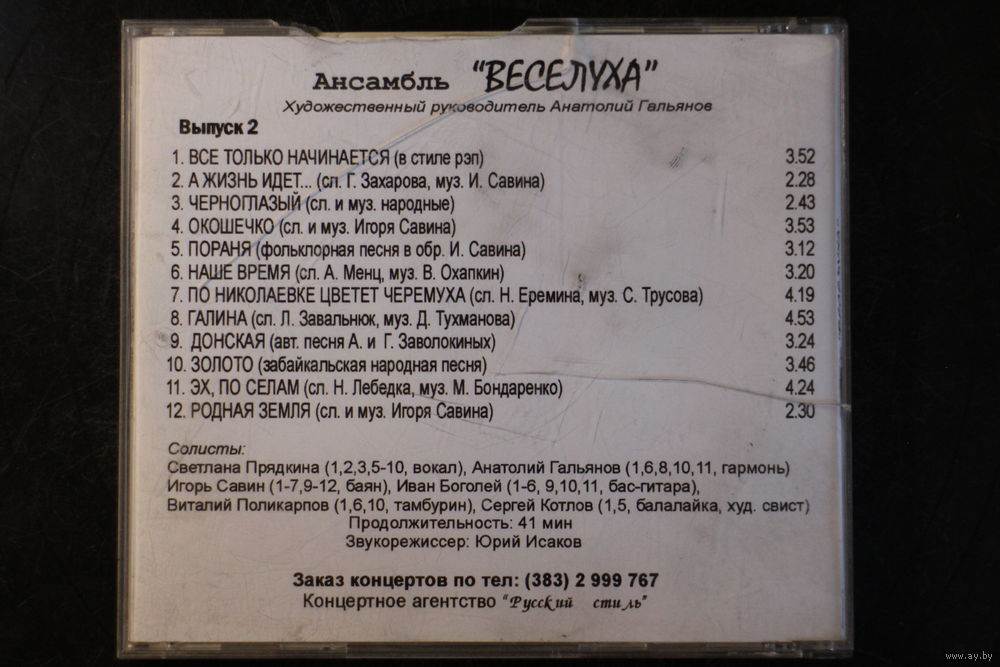 Ансамбль "ВЕСЕЛУХА"
Художественный руководитель Анатолий Гальянов
Выпуск 2
1. ВСЕ ТОЛЬКО НАЧИНАЕТСЯ (в стиле рэп) 3.52
2. А ЖИЗНЬ ИДЕТ... (сл. Г. Захарова, муз. И. Савина) 2.28
3. ЧЕРНОГЛАЗЫЙ (сл. и муз. народные) 2.43
4. ОКОШЕЧКО (сл. и муз. Игоря Савина) 3.53
5. ПОРАНЯ (фольклорная песня в обр. И. Савина) 3.12
6. НАШЕ ВРЕМЯ (сл. А. Менц, муз. В. Охапкин) 3.20
7. ПО НИКОЛАЕВКЕ ЦВЕТЕТ ЧЕРЕМУХА (сл. Н. Еремина, муз. С. Трусова) 4.19
8. ГАЛИНА (сл. Л. Завальнюк, муз. Д. Тухманова) 4.53
9. ДОНСКАЯ (авт. песня А. и Г. Заволокиных) 3.24
10. ЗОЛОТО (забайкальская народная песня) 3.46
11. ЭХ, ПО СЕЛАМ (сл. Н. Лебедка, муз. М. Бондаренко) 4.24
12. РОДНАЯ ЗЕМЛЯ (сл. и муз. Игоря Савина) 2.30
Солисты:
Светлана Прядкина (1,2,3,5-10, вокал), Анатолий Гальянов (1,6,8,10,11, гармонь)
Игорь Савин (1-7,9-12, баян), Иван Боголей (1-6, 9,10,11, бас-гитара),
Виталий Поликарпов (1,6,10, тамбурин), Сергей Котлов (1,5, балалайка, худ. свист)
Продолжительность: 41 мин
Звукорежиссер: Юрий Исаков
Заказ концертов по тел: (383) 2 999 767
Концертное агентство "Русский стиль"
www.ay.by